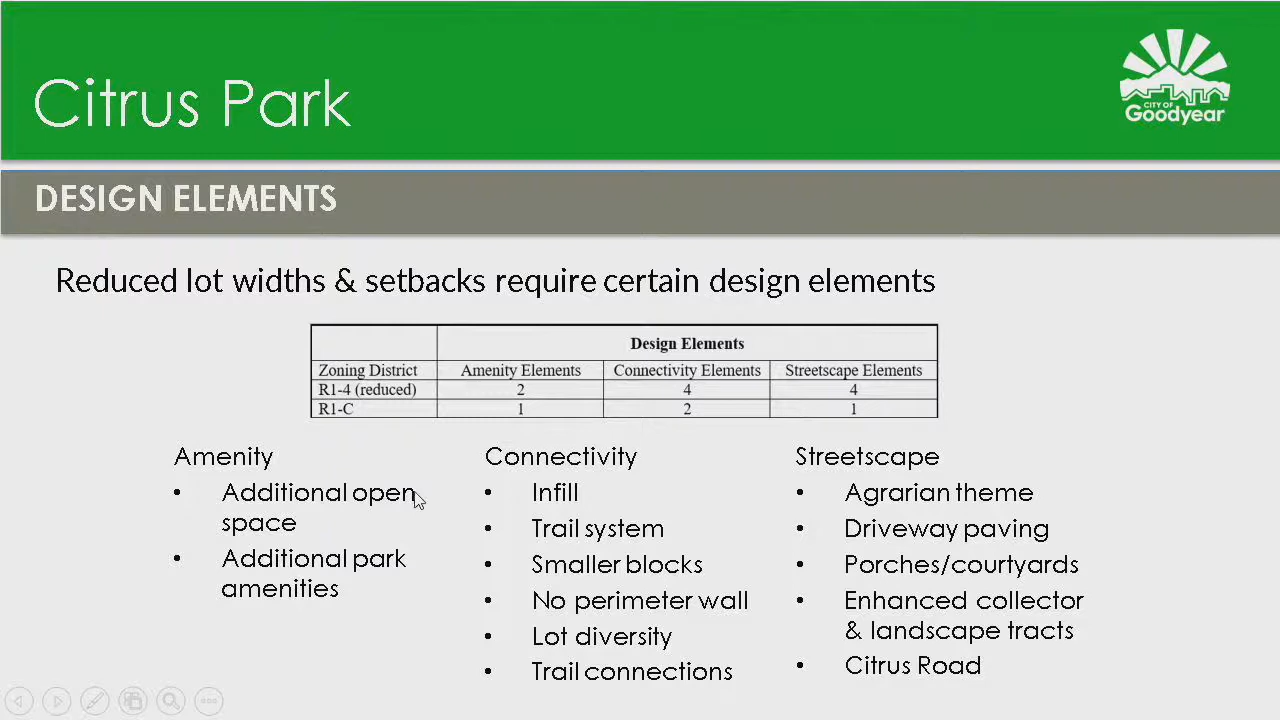 Citrus Park
CITY OF
Goodyear
DESIGN ELEMENTS
Reduced lot widths & setbacks require certain design elements
Design Elements
Zoning District Amenity Elements Connectivity Elements Streetscape Elements
R1-4 (reduced) 2 4 4
R1-C 1 2 1
Amenity
• Additional open
space
• Additional park
amenities
Connectivity
• Infill
• Trail system
• Smaller blocks
• No perimeter wall
• Lot diversity
• Trail connections
Streetscape
• Agrarian theme
• Driveway paving
• Porches/courtyards
• Enhanced collector
& landscape tracts
• Citrus Road